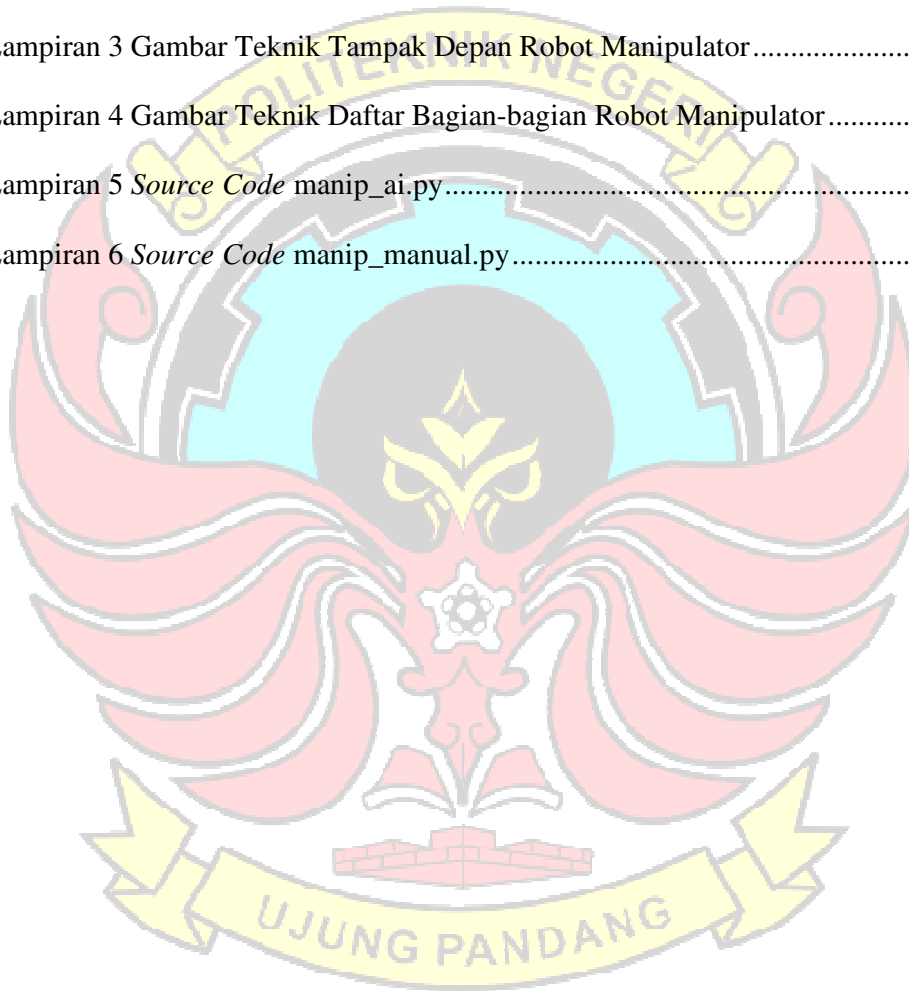 Lampiran 3 Gambar Teknik Tampak Depan Robot Manipulator.....................
Lampiran 4 Gambar Teknik Daftar Bagian-bagian Robot Manipulator...........
Lampiran 5 Source Code manip_ai.py..............................................................
Lampiran 6 Source Code manip_manual.py.....................................................
POLITEKNIK NEGERI
UJUNG PANDANG